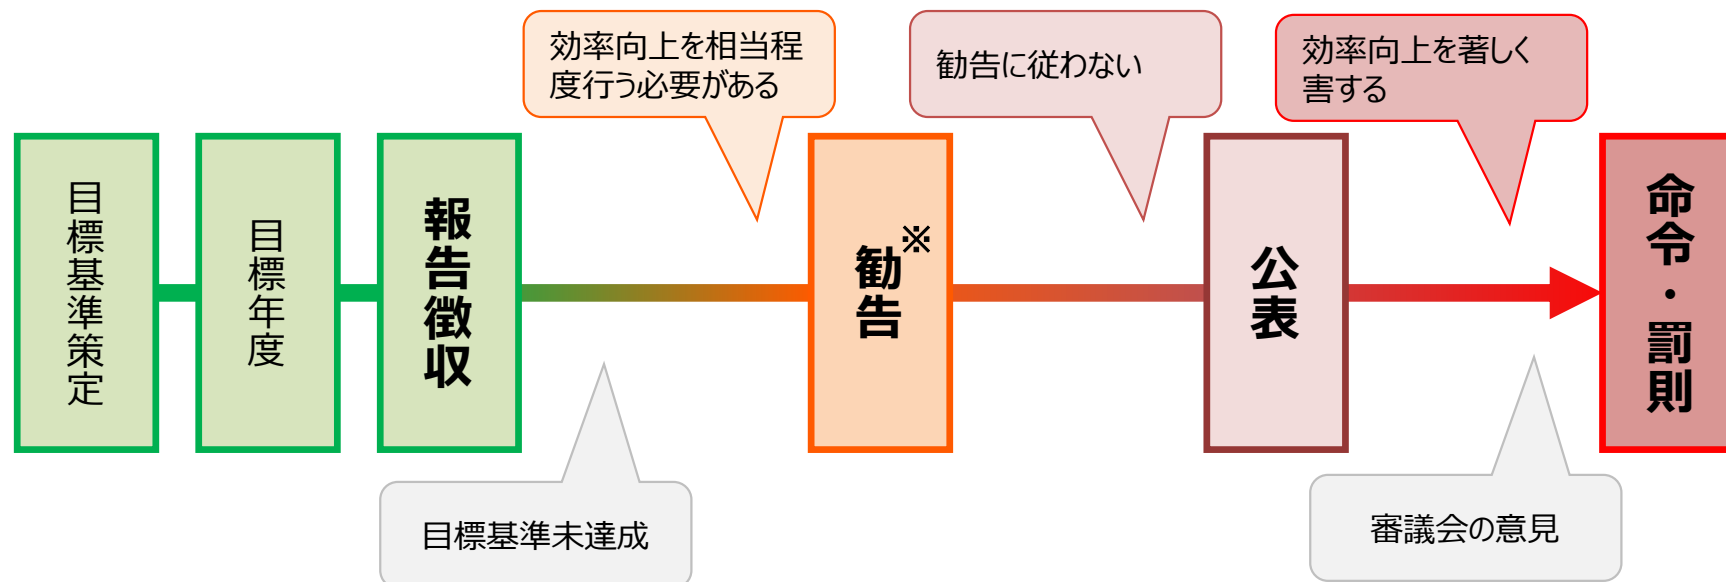 効率向上を相当程
度行う必要がある
勧告に従わない
効率向上を著しく
害する
目標基準策定
目標年度
報告徴収
勧告※
公表
命令・罰則
目標基準未達成
審議会の意見